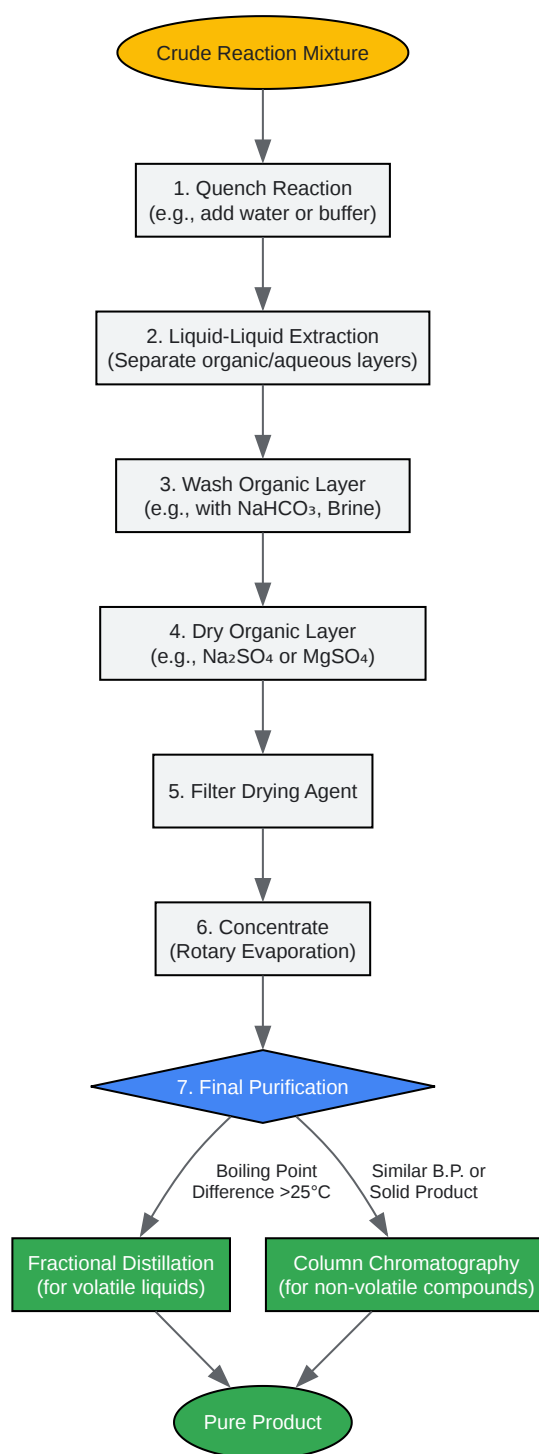 Crude Reaction Mixture
1. Quench Reaction
(e.g., add water or buffer)
2. Liquid-Liquid Extraction
(Separate organic/aqueous layers)
3. Wash Organic Layer
(e.g., with NaHCO₃, Brine)
4. Dry Organic Layer
(e.g., Na₂SO₄ or MgSO₄)
5. Filter Drying Agent
6. Concentrate
(Rotary Evaporation)
7. Final Purification
Boiling Point
Difference >25°C
Similar B.P. or
Solid Product
Fractional Distillation
(for volatile liquids)
Column Chromatography
(for non-volatile compounds)
Pure Product